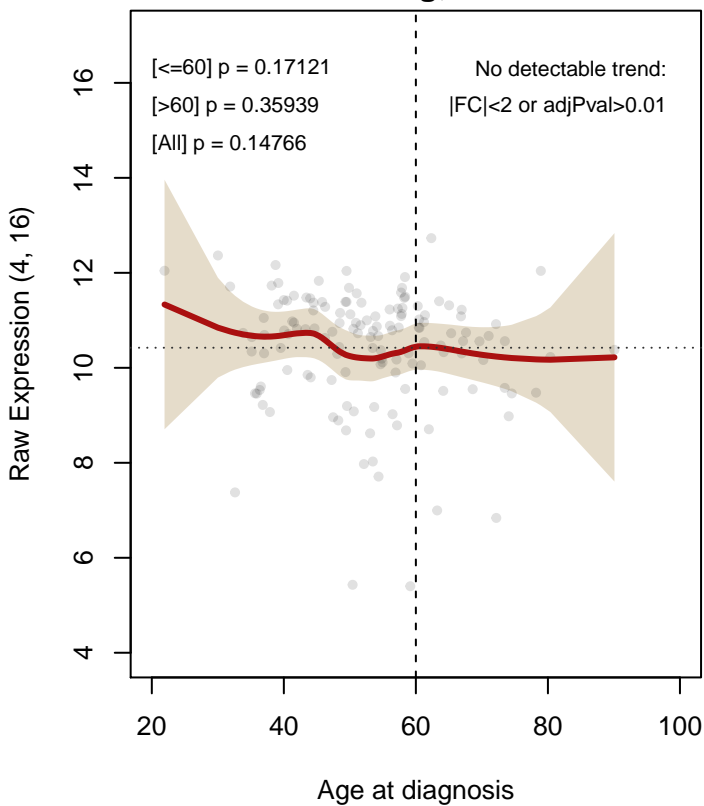 [<=60] p = 0.17121
[>60] p = 0.35939
[All] p = 0.14766
No detectable trend:
|FC|<2 or adjPval>0.01
Raw Expression (4, 16)
16
14
12
10
8
6
4
20 40 60 80 100
Age at diagnosis